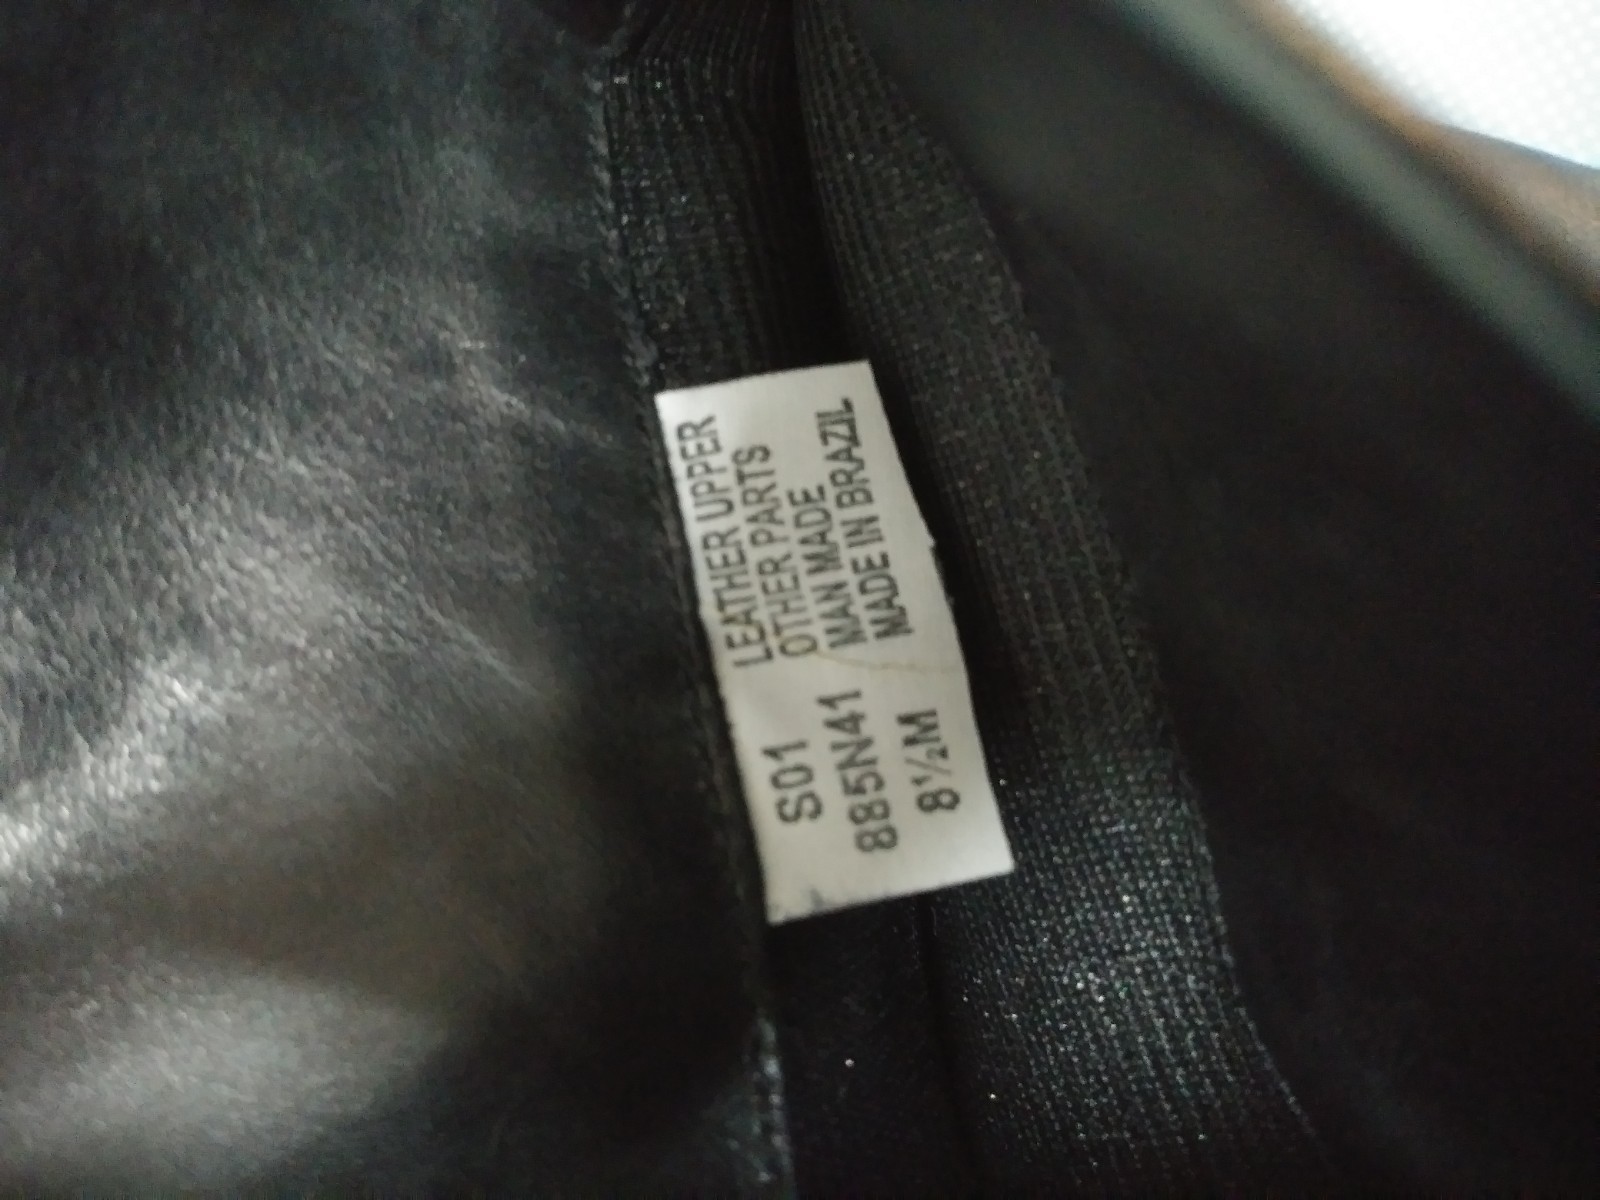 LEATHER UPPER
OTHER PARTS
MAN MADE
MADE IN BRAZIL
S01
885N41
8½M